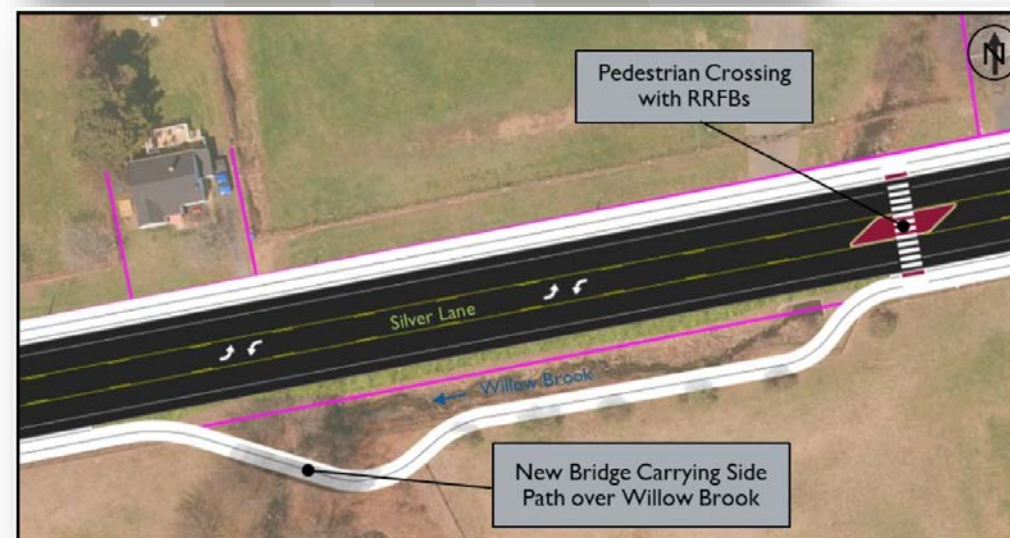 N
Pedestrian Crossing
with RRFBs
Silver Lane
Willow Brook
New Bridge Carrying Side
Path over Willow Brook